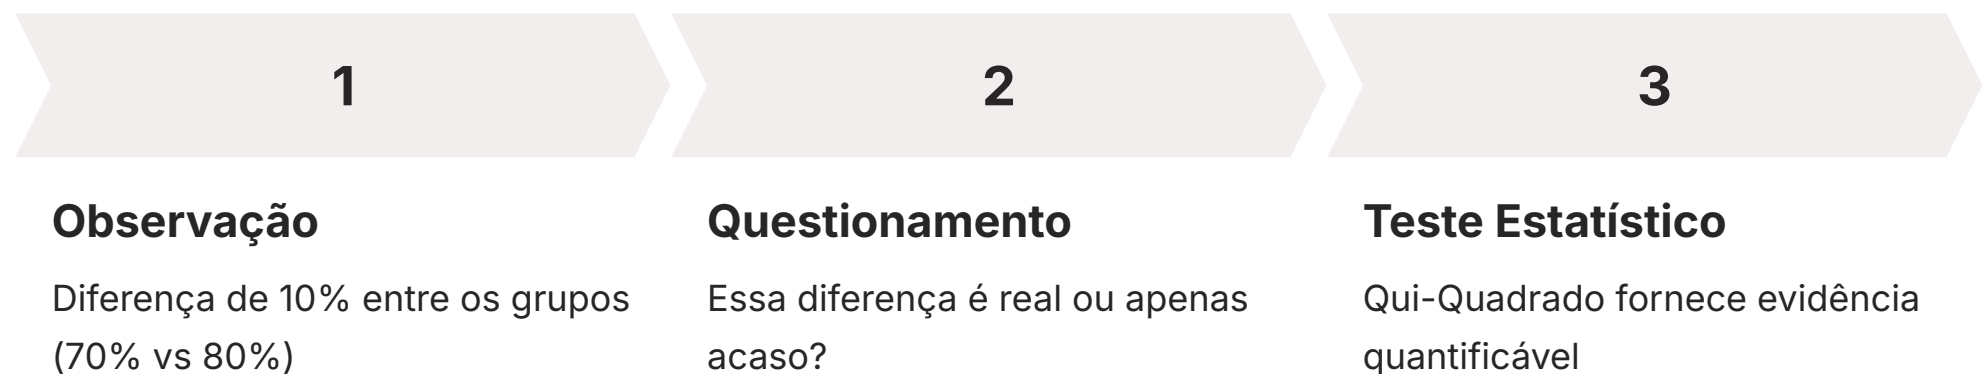 1
Observação
Diferença de 10% entre os grupos
(70% vs 80%)
2
Questionamento
Essa diferença é real ou apenas
acaso?
3
Teste Estatístico
Qui-Quadrado fornece evidência
quantificável